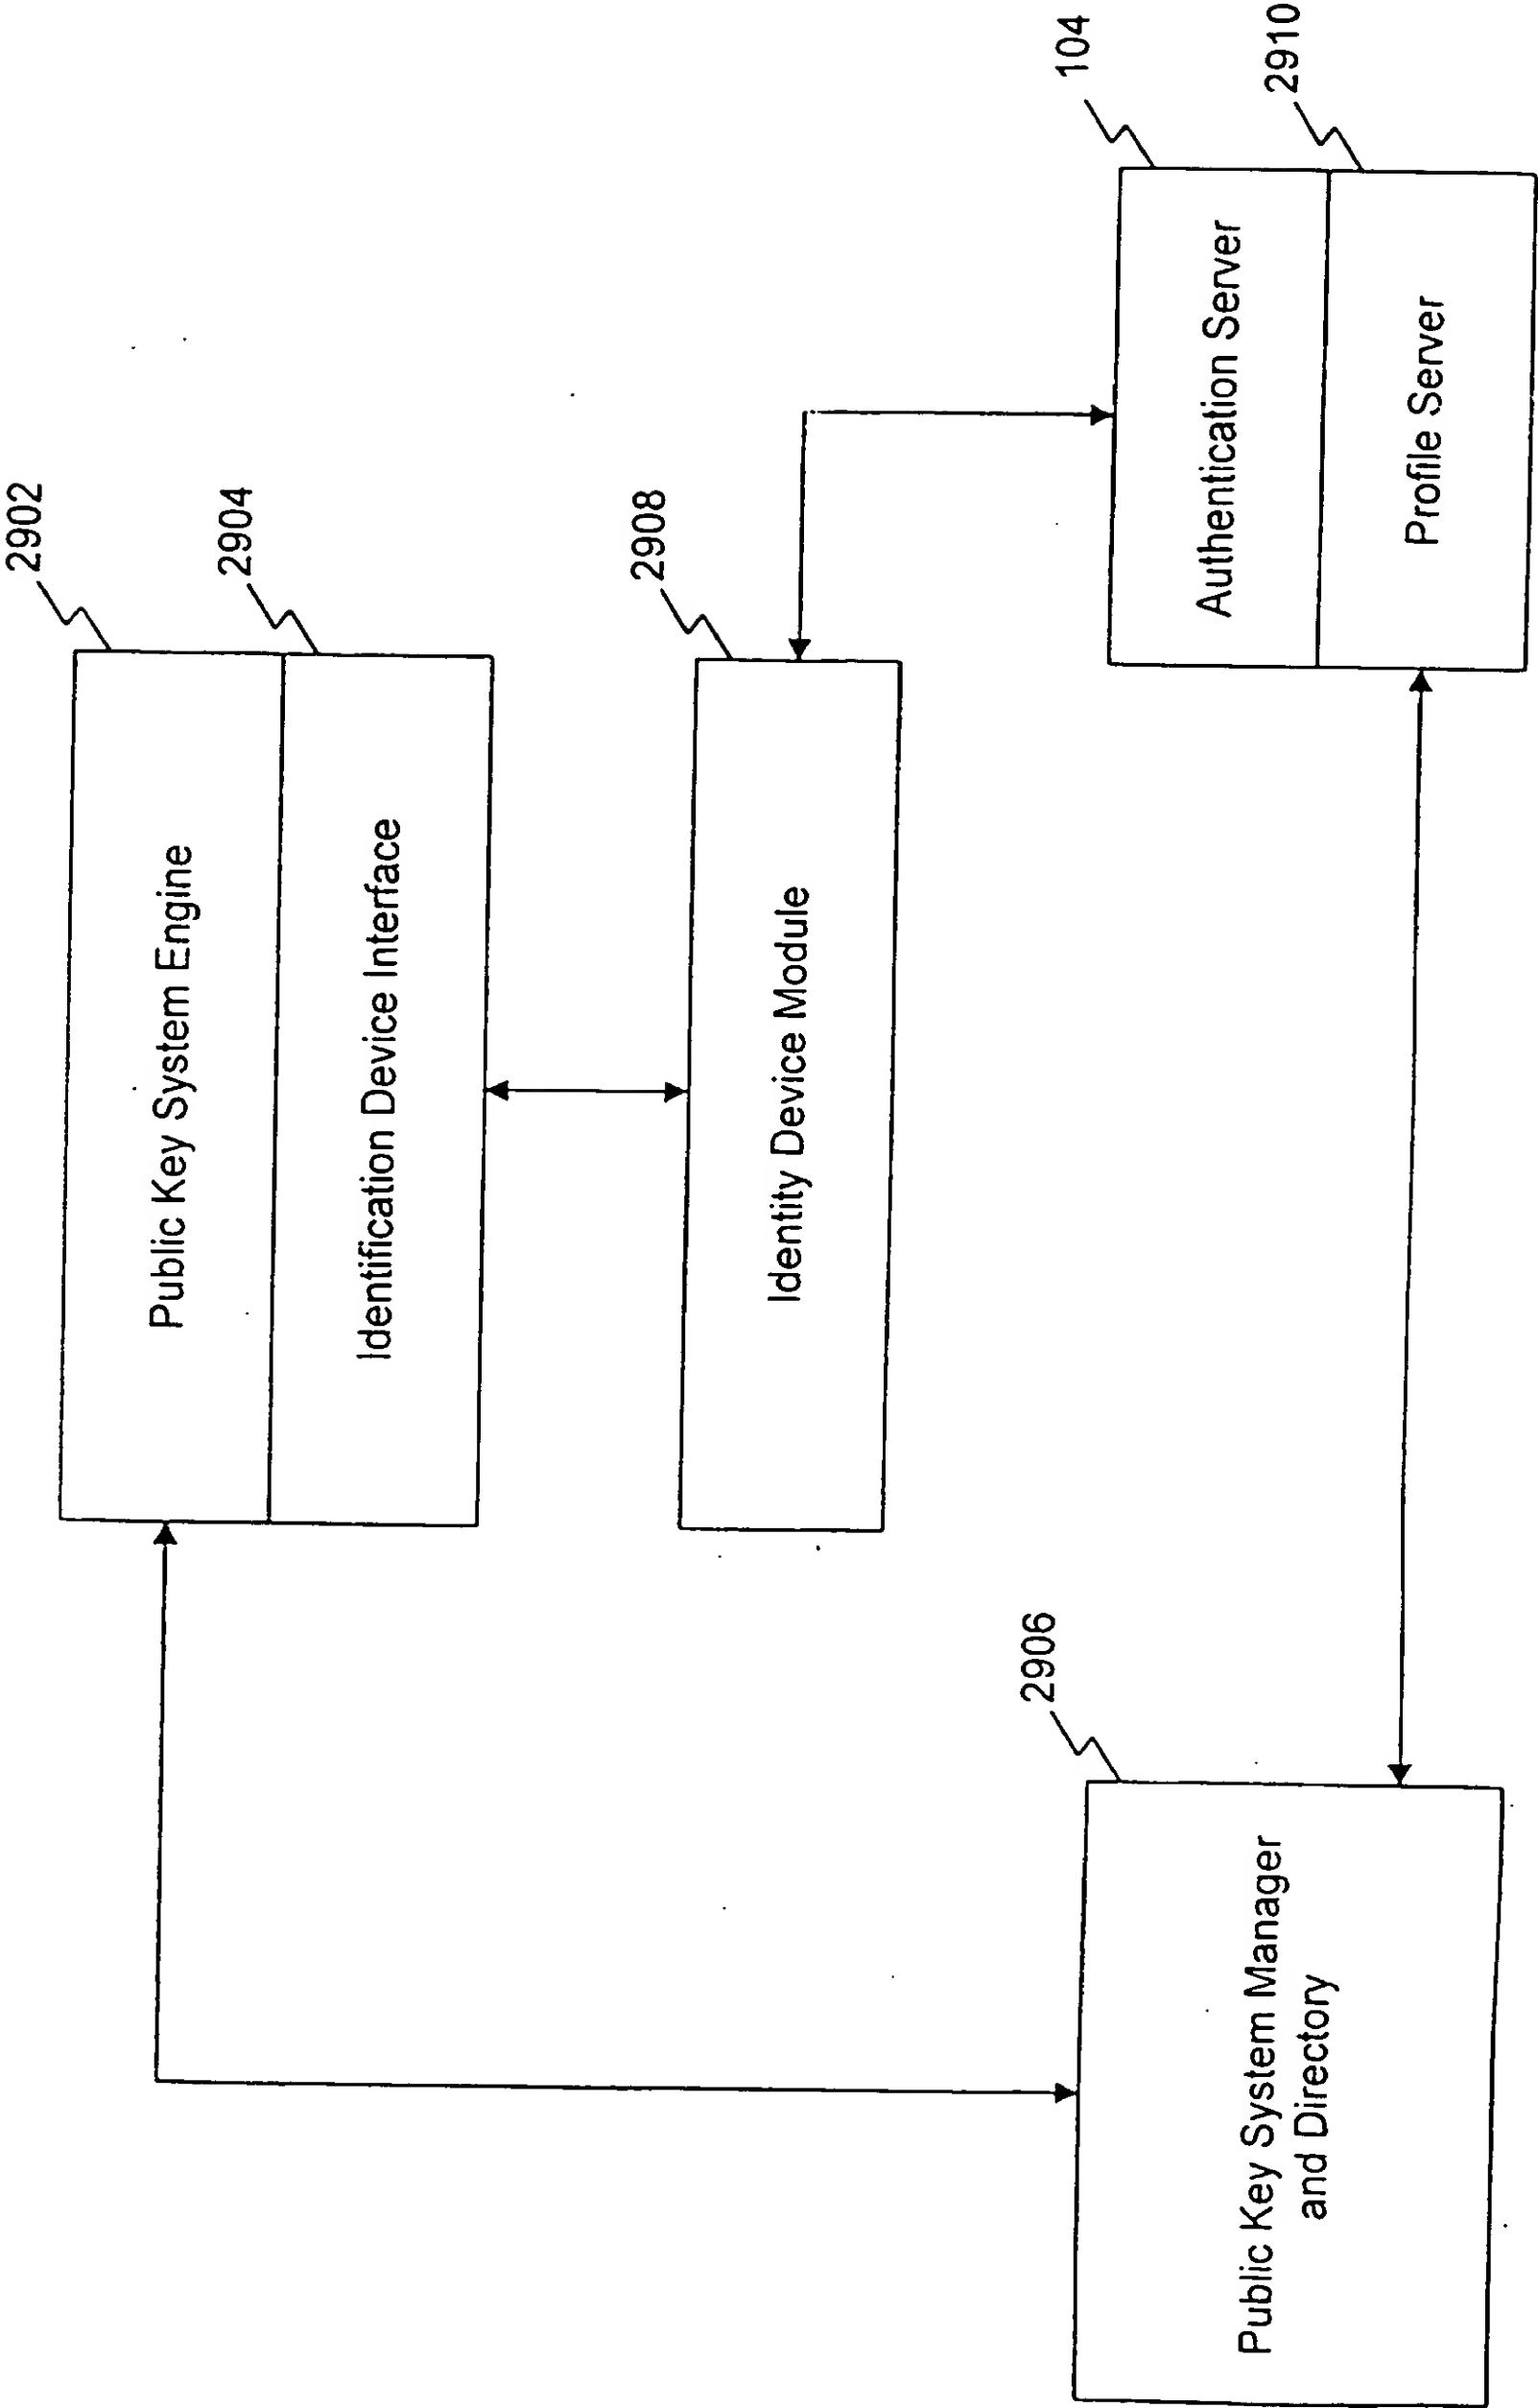 2902
Public Key System Engine
2904
Identification Device Interface
2908
Identity Device Module
2906
Public Key System Manager
and Directory
104
Authentication Server
2910
Profile Server